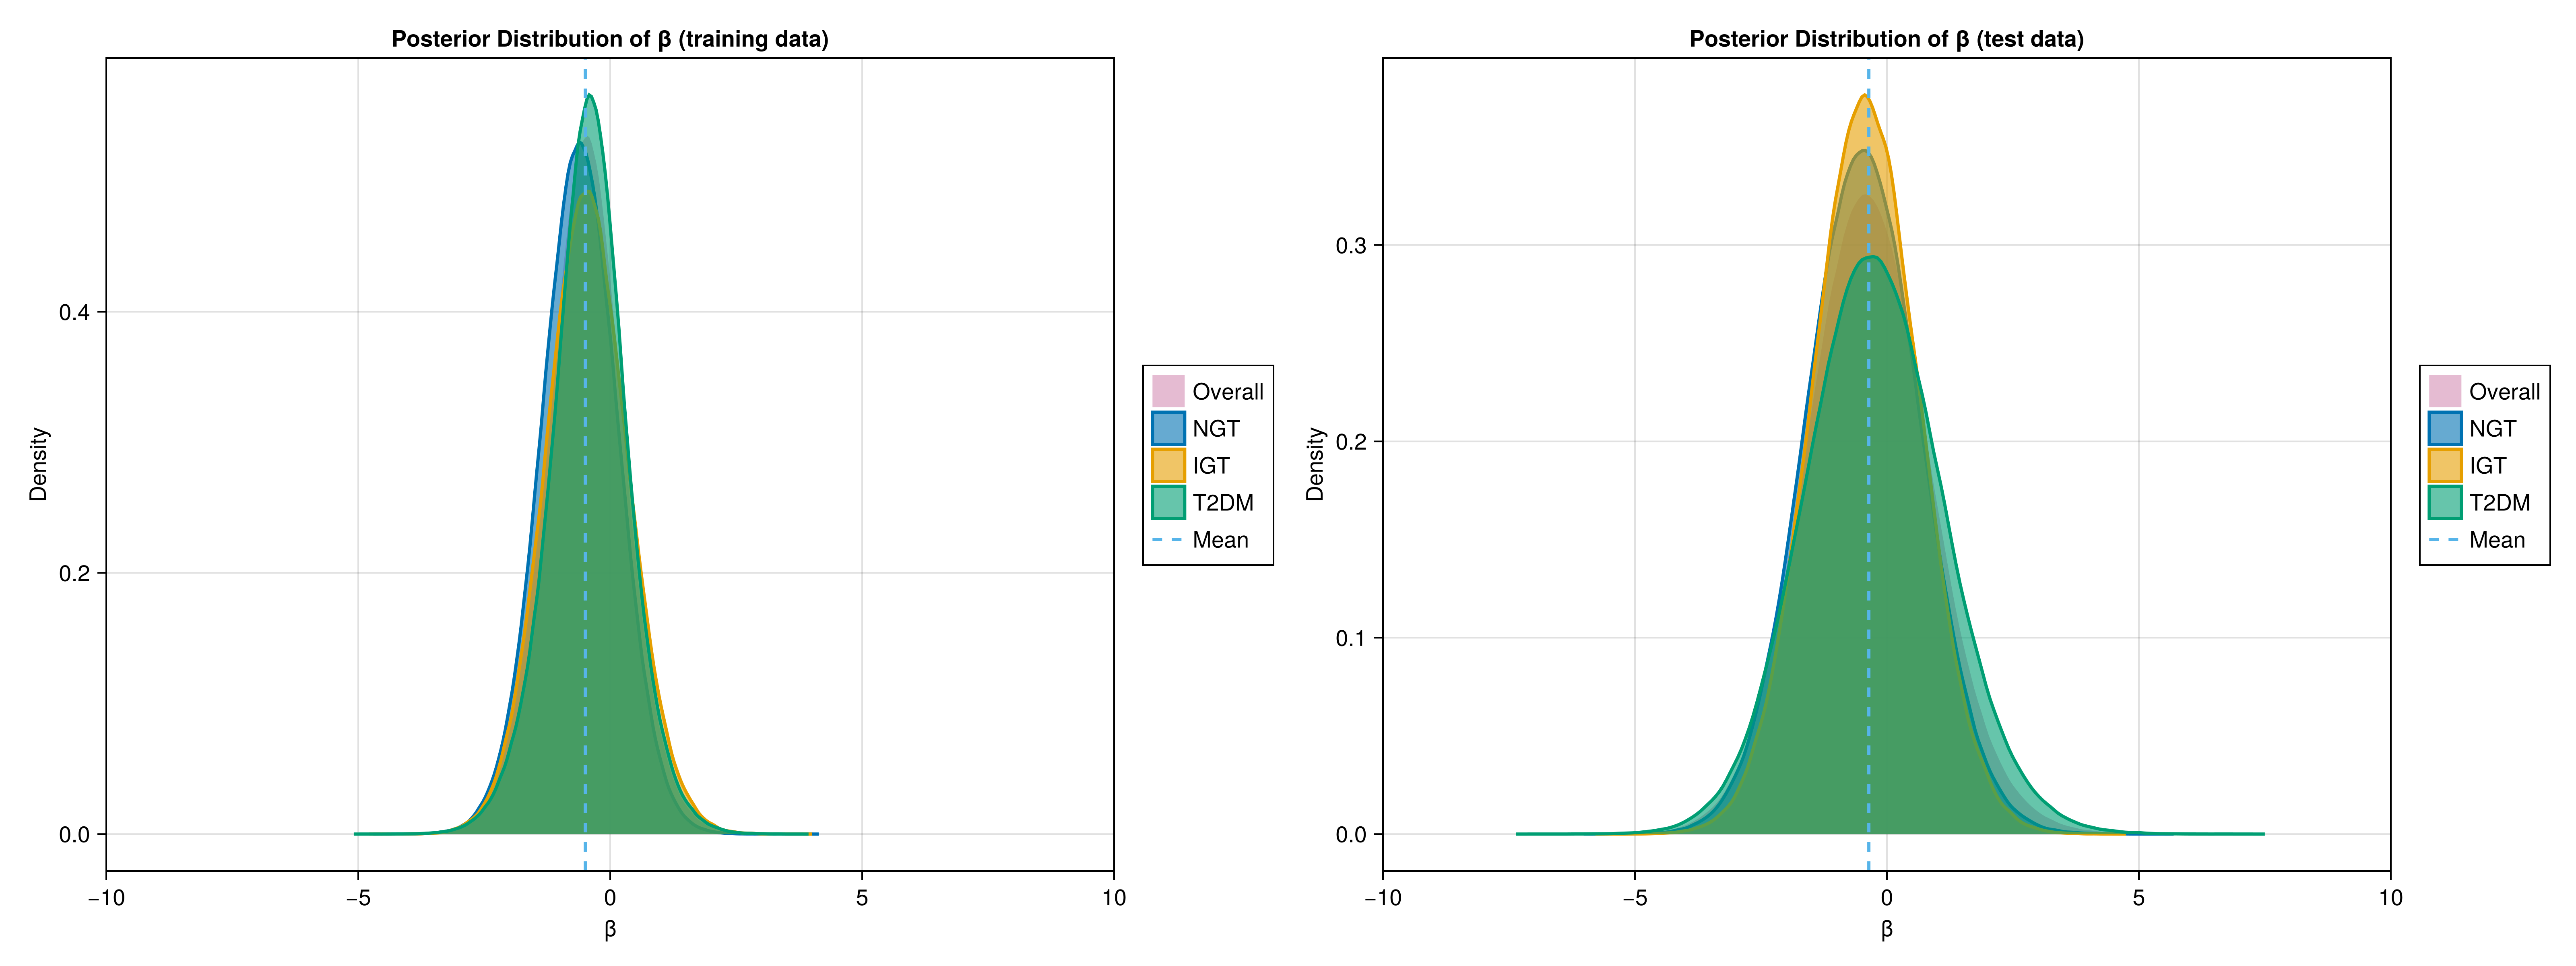 Posterior Distribution of β (training data)
Density
0.4
0.2
0.0
−10
−5
0
5
10
β
Overall
NGT
IGT
T2DM
Mean
Posterior Distribution of β (test data)
Density
0.3
0.2
0.1
0.0
−10
−5
0
5
10
β
Overall
NGT
IGT
T2DM
Mean